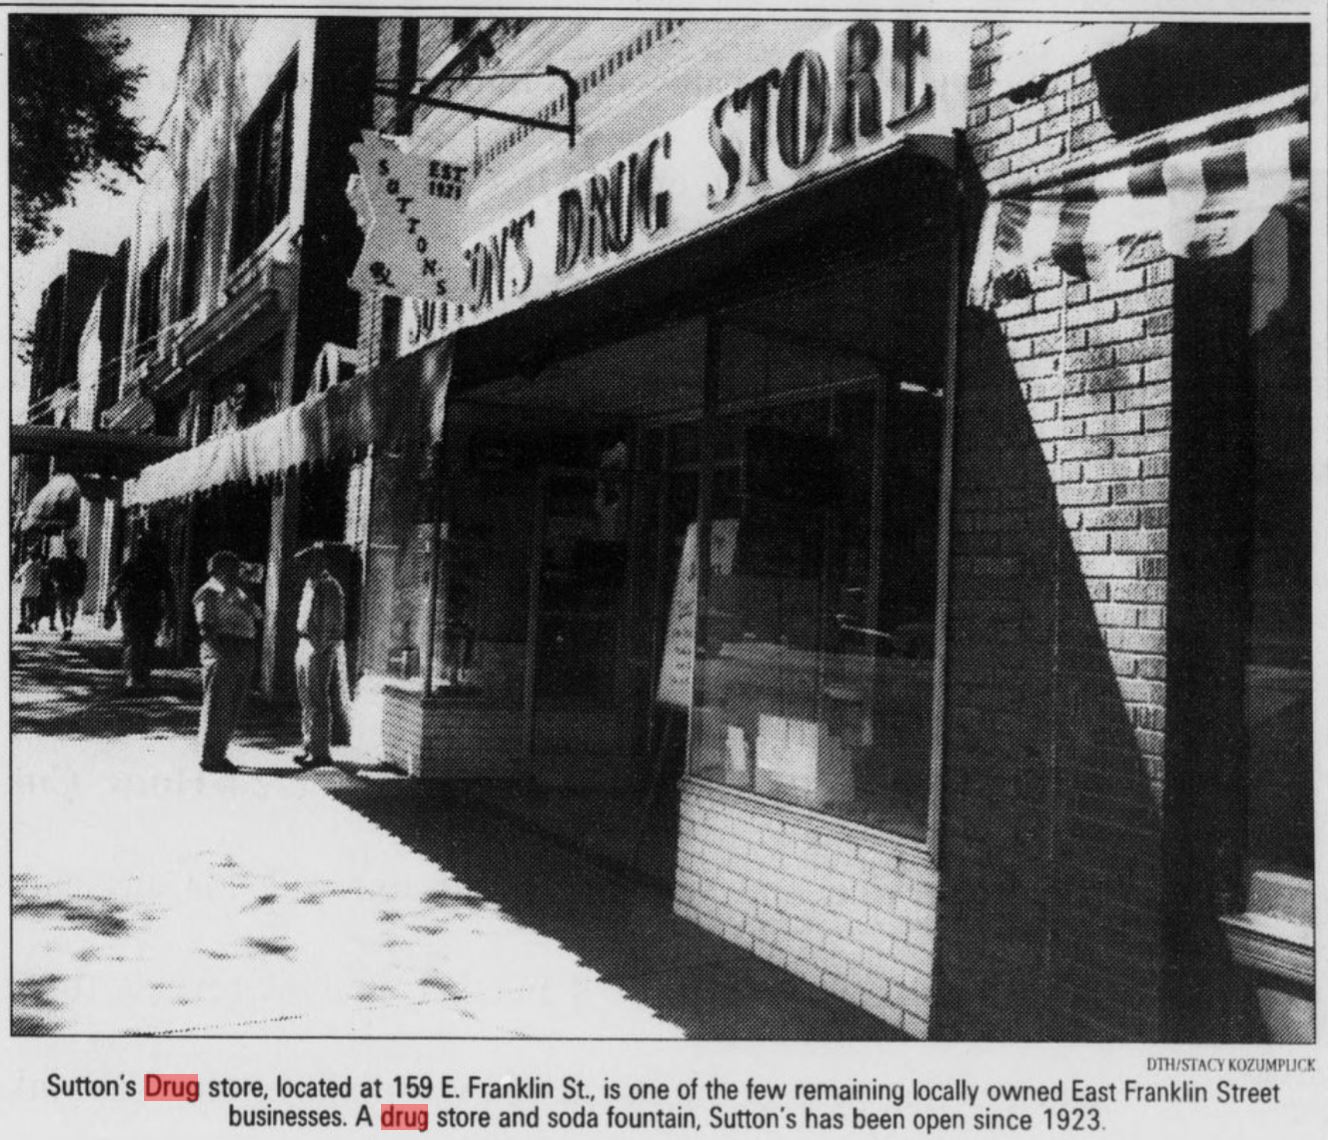 SUTTON'S DRUG STORE
EST
SUTTON'S
Rx
DTH/STACY KOZUMPLICK
Sutton's Drug store, located at 159 E. Franklin St., is one of the few remaining locally owned East Franklin Street
businesses. A drug store and soda fountain, Sutton's has been open since 1923.